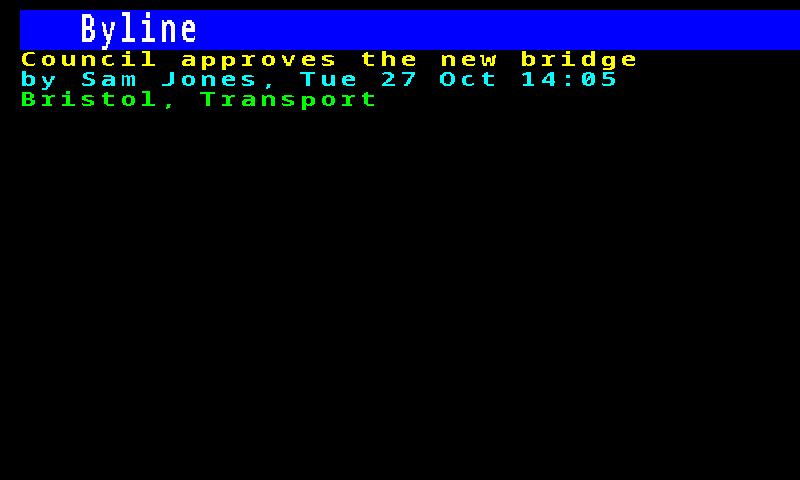 Byline
Council approves the new bridge
by Sam Jones, Tue 27 Oct 14:05
Bristol, Transport